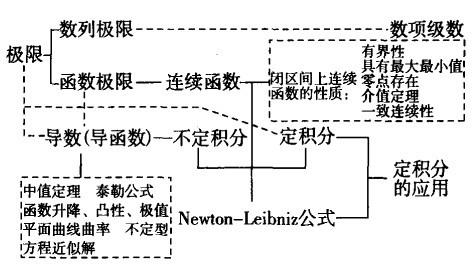 数列极限
数项级数
极限
函数极限
连续函数
闭区间上连续
函数的性质：
有界性
具有最大最小值
零点存在
介值定理
一致连续性
导数(导函数)
不定积分
定积分
中值定理 泰勒公式
函数升降、凸性、极值
平面曲线曲率 不定型
方程近似解
Newton-Leibniz公式
定积分
的应用